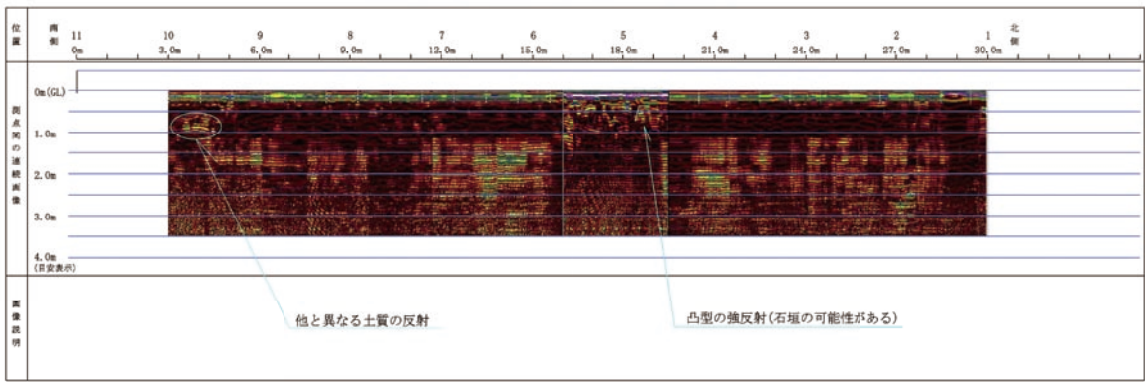 位置
南側
11 10 9 8 7 6 5 4 3 2 1
北側
0m 3.0m 6.0m 9.0m 12.0m 15.0m 18.0m 21.0m 24.0m 27.0m 30.0m
測点間の連続画像
0m(GL)
1.0m
2.0m
3.0m
4.0m
(目安表示)
画像説明
他と異なる土質の反射
凸型の強反射(石垣の可能性がある)